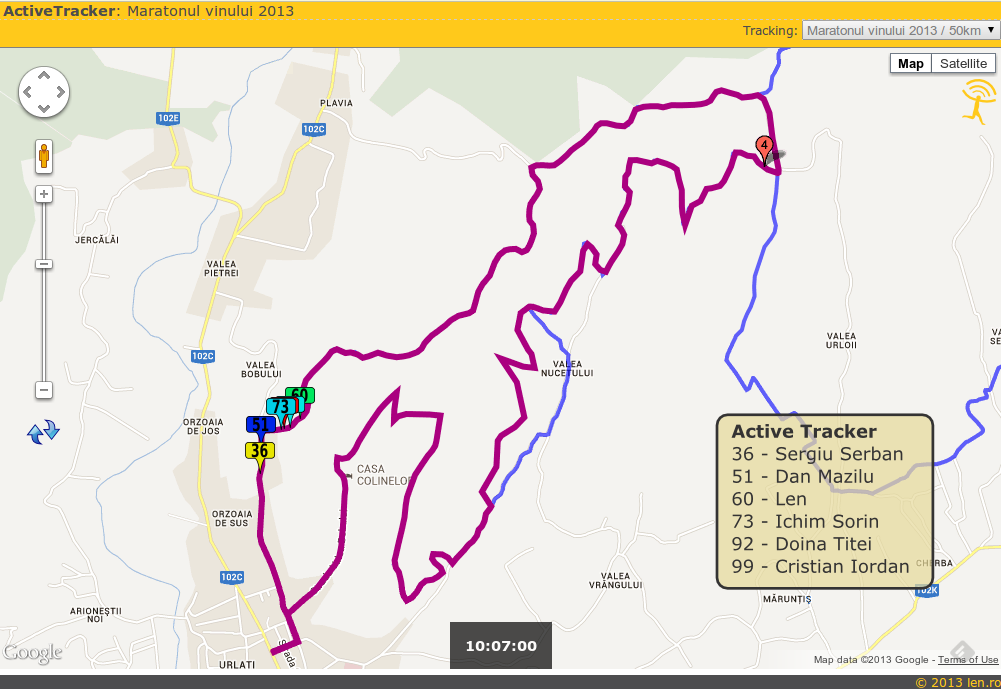 ActiveTracker: Maratonul vinului 2013
Tracking: Maratonul vinului 2013 / 50km
Map Satellite
PLAVIA
102E
102C
4
JERCĂLĂI
VALEA
PIETREI
102C
VALEA
BOBULUI
VALEA
URLOII
VALEA
NUCETULUI
60
73
51
36
ORZOAIA
DE JOS
CASA
COLINELOR
ORZOAIA
DE SUS
Active Tracker
36 - Sergiu Serban
51 - Dan Mazilu
60 - Len
73 - Ichim Sorin
92 - Doina Titei
99 - Cristian Iordan
102C
VALEA
VRÂNGULUI
102K
MĂRUNȚIȘ
ARIONEȘTII
NOI
10:07:00
Google
URLATI
Map data ©2013 Google - Terms of Use
© 2013 len.ro